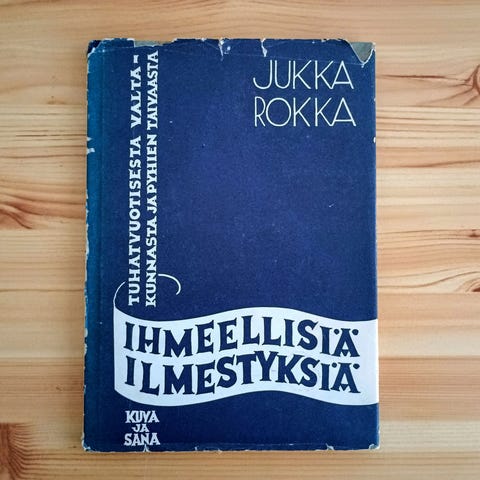 JUKKA
ROKKA
TUHATVUOTISESTA VALTA-
KUNNASTA JA PYHIEN TAIVAASTA
IHMEELLISIÄ
ILMESTYKSIÄ
KUVA
JA
SANA